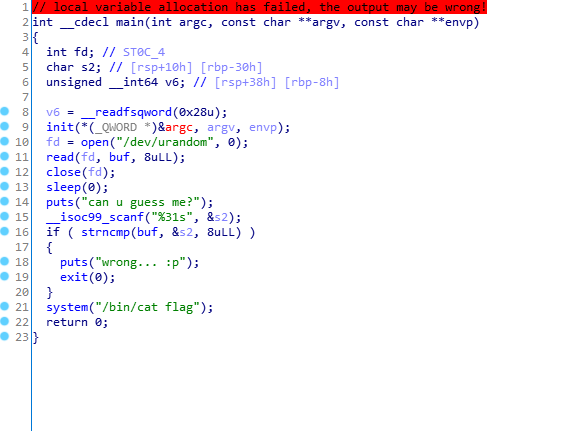 1 // local variable allocation has failed, the output may be wrong!
2 int __cdecl main(int argc, const char **argv, const char **envp)
3 {
4   int fd; // ST0C_4
5   char s2; // [rsp+10h] [rbp-30h]
6   unsigned __int64 v6; // [rsp+38h] [rbp-8h]
7
8   v6 = __readfsqword(0x28u);
9   init(*(_QWORD *)&argc, argv, envp);
10   fd = open("/dev/urandom", 0);
11   read(fd, buf, 8uLL);
12   close(fd);
13   sleep(0);
14   puts("can u guess me?");
15   __isoc99_scanf("%31s", &s2);
16   if ( strncmp(buf, &s2, 8uLL) )
17   {
18     puts("wrong... :p");
19     exit(0);
20   }
21   system("/bin/cat flag");
22   return 0;
23 }